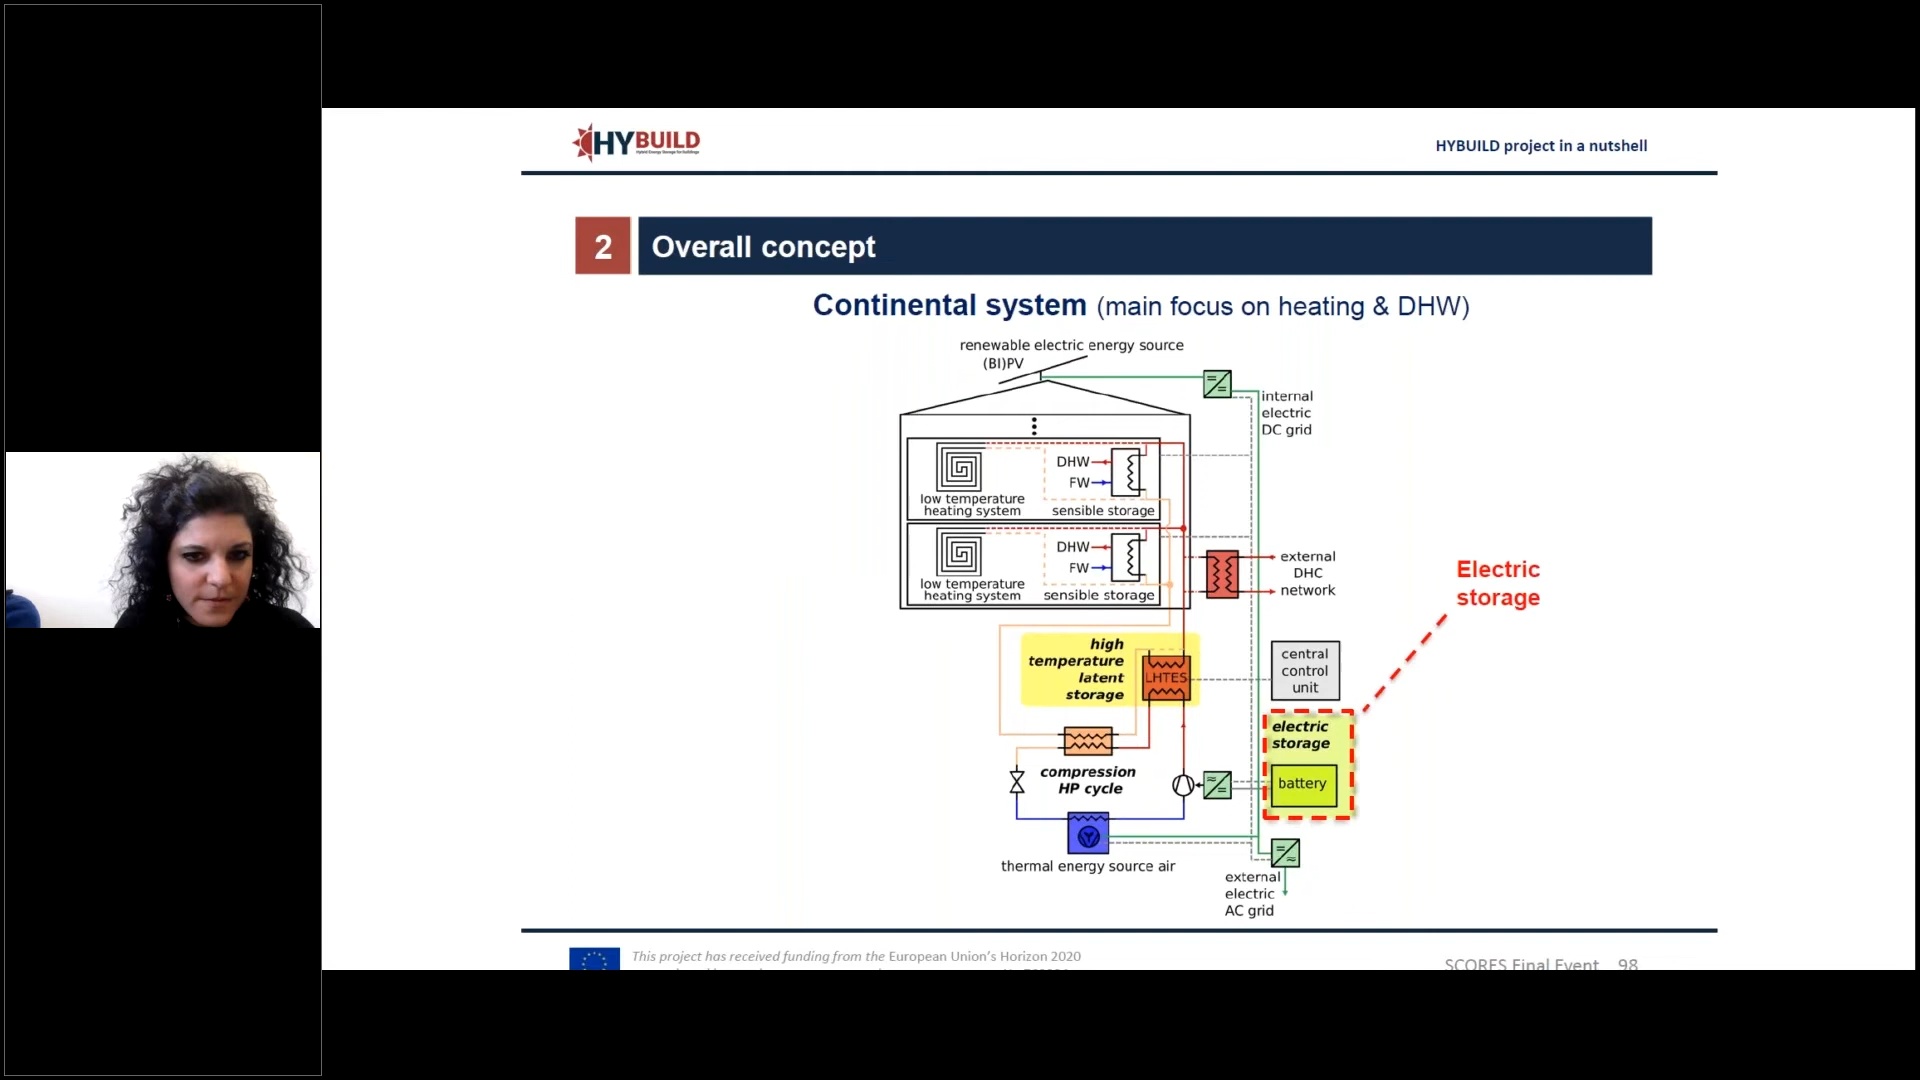 HYBUILD
HYBUILD project in a nutshell
2
Overall concept
Continental system (main focus on heating & DHW)
renewable electric energy source
(BI)PV
internal
electric
DC grid
DHW
FW
low temperature
heating system
sensible storage
DHW
FW
low temperature
heating system
sensible storage
external
DHC
network
Electric
storage
high
temperature
latent
storage
LHTES
central
control
unit
electric
storage
battery
compression
HP cycle
thermal energy source air
external
electric
AC grid
This project has received funding from the European Union's Horizon 2020
SCORES Final Event 98